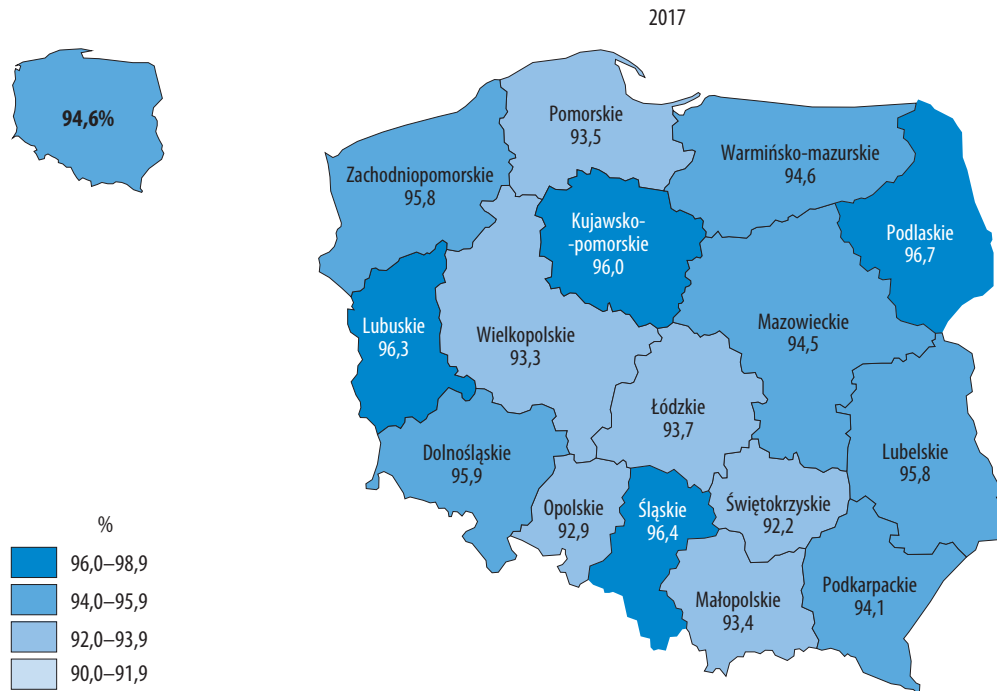 2017
94,6%
Pomorskie
93,5
Warmińsko-mazurskie
94,6
Zachodniopomorskie
95,8
Kujawsko-
-pomorskie
96,0
Podlaskie
96,7
Lubuskie
96,3
Wielkopolskie
93,3
Mazowieckie
94,5
Łódzkie
93,7
Dolnośląskie
95,9
Lubelskie
95,8
Opolskie
92,9
Śląskie
96,4
Świętokrzyskie
92,2
Małopolskie
93,4
Podkarpackie
94,1
%
96,0–98,9
94,0–95,9
92,0–93,9
90,0–91,9